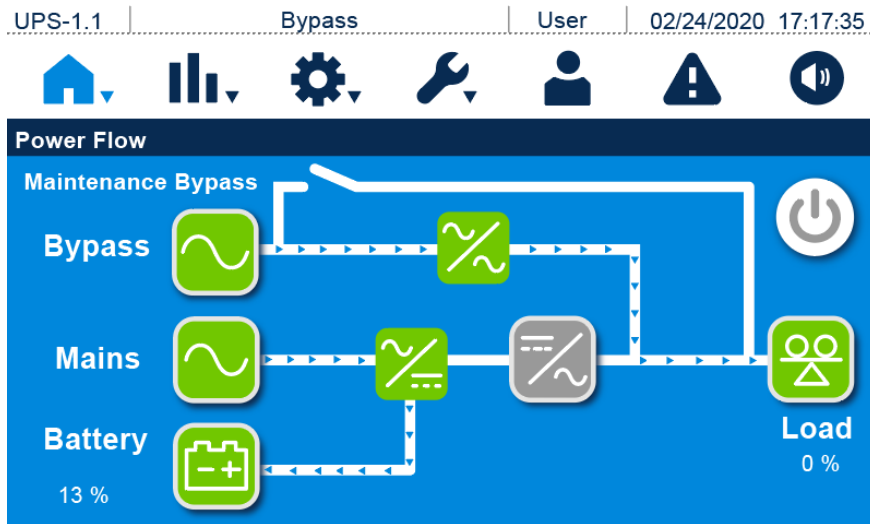 UPS-1.1 Bypass User 02/24/2020 17:17:35
Power Flow
Maintenance Bypass
Bypass
Mains
Battery
13 %
Load
0 %